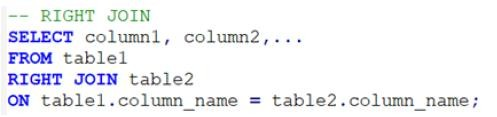 -- RIGHT JOIN
SELECT column1, column2,...
FROM table1
RIGHT JOIN table2
ON table1.column_name = table2.column_name;